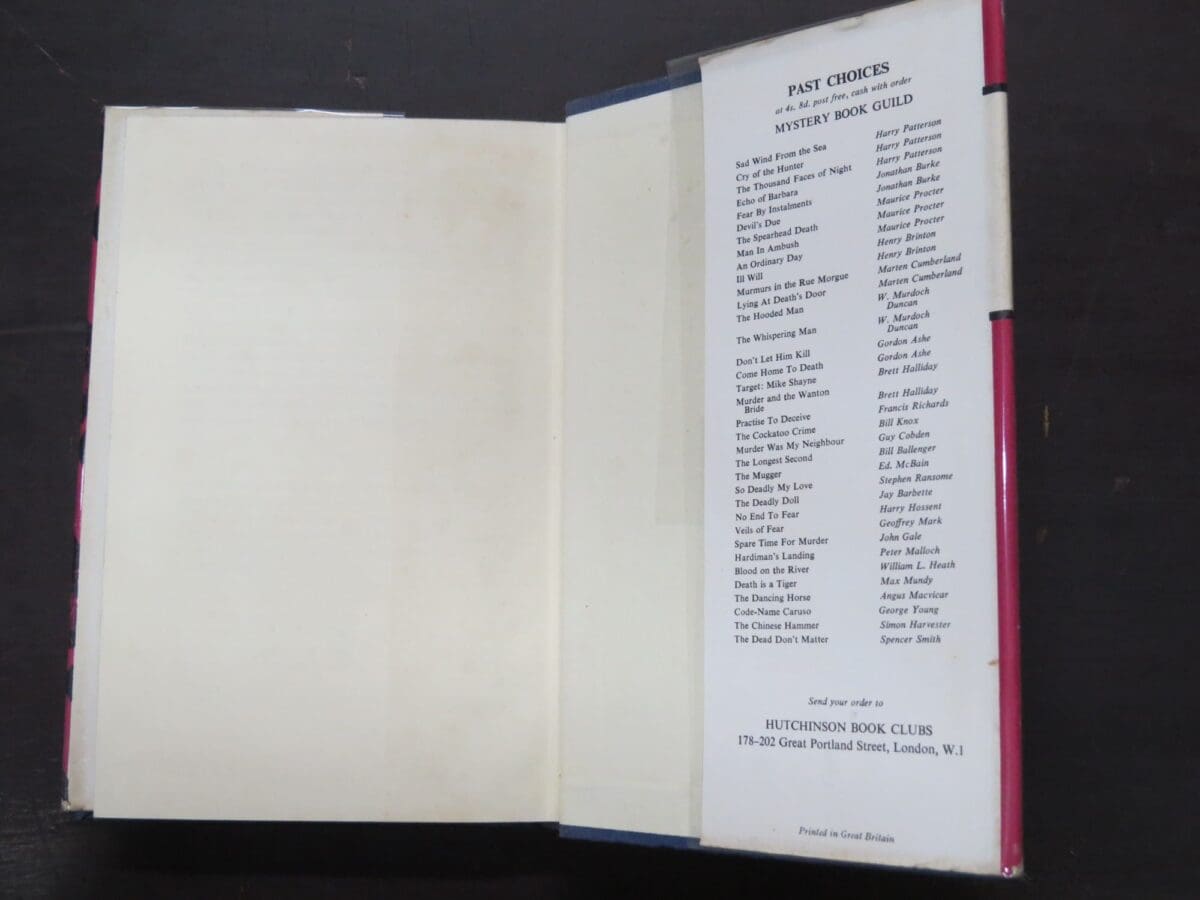 PAST CHOICES
at 4s. 8d. post free, cash with order
MYSTERY BOOK GUILD
Sad Wind From the Sea Harry Patterson
Cry of the Hunter Harry Patterson
The Thousand Faces of Night Harry Patterson
Echo of Barbara Jonathan Burke
Fear By Instalments Jonathan Burke
Devil's Due Maurice Procter
The Spearhead Death Maurice Procter
Man In Ambush Maurice Procter
An Ordinary Day Henry Brinton
Ill Will Henry Brinton
Murmurs in the Rue Morgue Marten Cumberland
Lying At Death's Door Marten Cumberland
The Hooded Man W. Murdoch
Duncan
The Whispering Man W. Murdoch
Duncan
Don't Let Him Kill Gordon Ashe
Come Home To Death Gordon Ashe
Target: Mike Shayne Brett Halliday
Murder and the Wanton
Bride Brett Halliday
Practise To Deceive Francis Richards
The Cockatoo Crime Bill Knox
Murder Was My Neighbour Guy Cobden
The Longest Second Bill Ballenger
The Mugger Ed. McBain
So Deadly My Love Stephen Ransome
The Deadly Doll Jay Barbette
No End To Fear Harry Hossent
Veils of Fear Geoffrey Mark
Spare Time For Murder John Gale
Hardiman's Landing Peter Malloch
Blood on the River William L. Heath
Death is a Tiger Max Mundy
The Dancing Horse Angus Macvicar
Code-Name Caruso George Young
The Chinese Hammer Simon Harvester
The Dead Don't Matter Spencer Smith
Send your order to
HUTCHINSON BOOK CLUBS
178–202 Great Portland Street, London, W.1
Printed in Great Britain